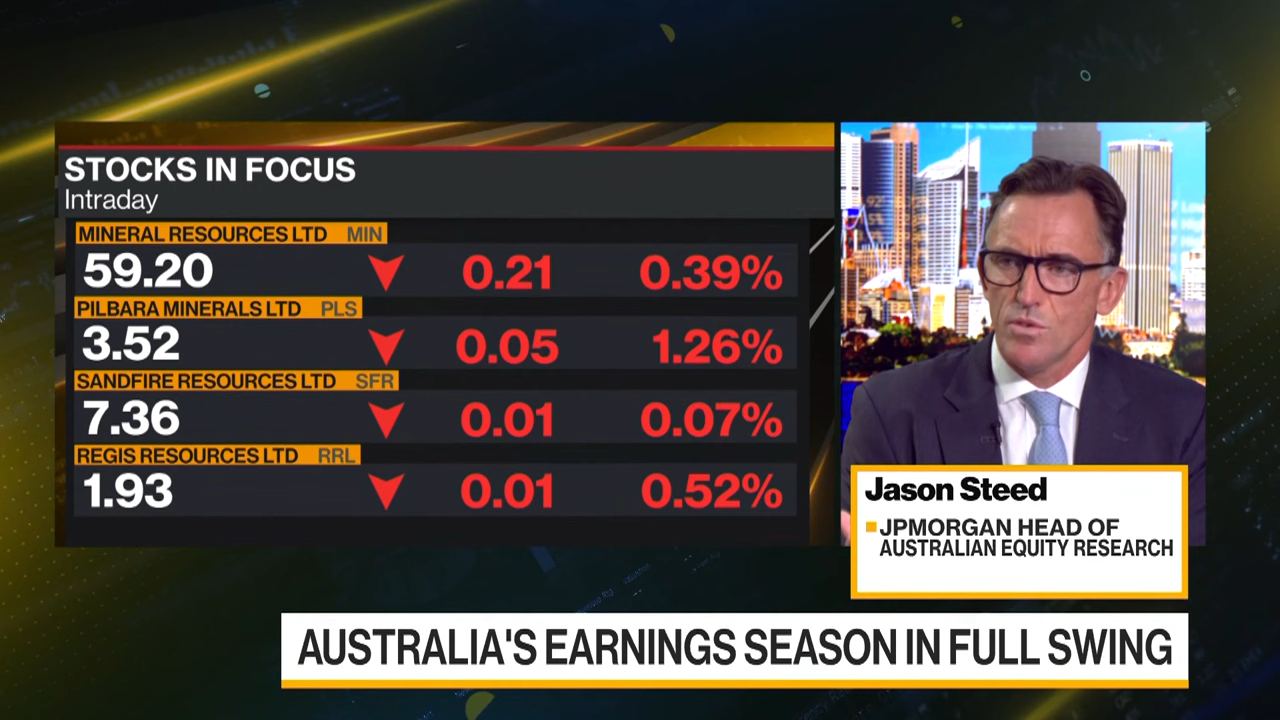 STOCKS IN FOCUS
Intraday
MINERAL RESOURCES LTD MIN
59.20 0.21 0.39%
PILBARA MINERALS LTD PLS
3.52 0.05 1.26%
SANDFIRE RESOURCES LTD SFR
7.36 0.01 0.07%
REGIS RESOURCES LTD RRL
1.93 0.01 0.52%
Jason Steed
JPMORGAN HEAD OF
AUSTRALIAN EQUITY RESEARCH
AUSTRALIA'S EARNINGS SEASON IN FULL SWING